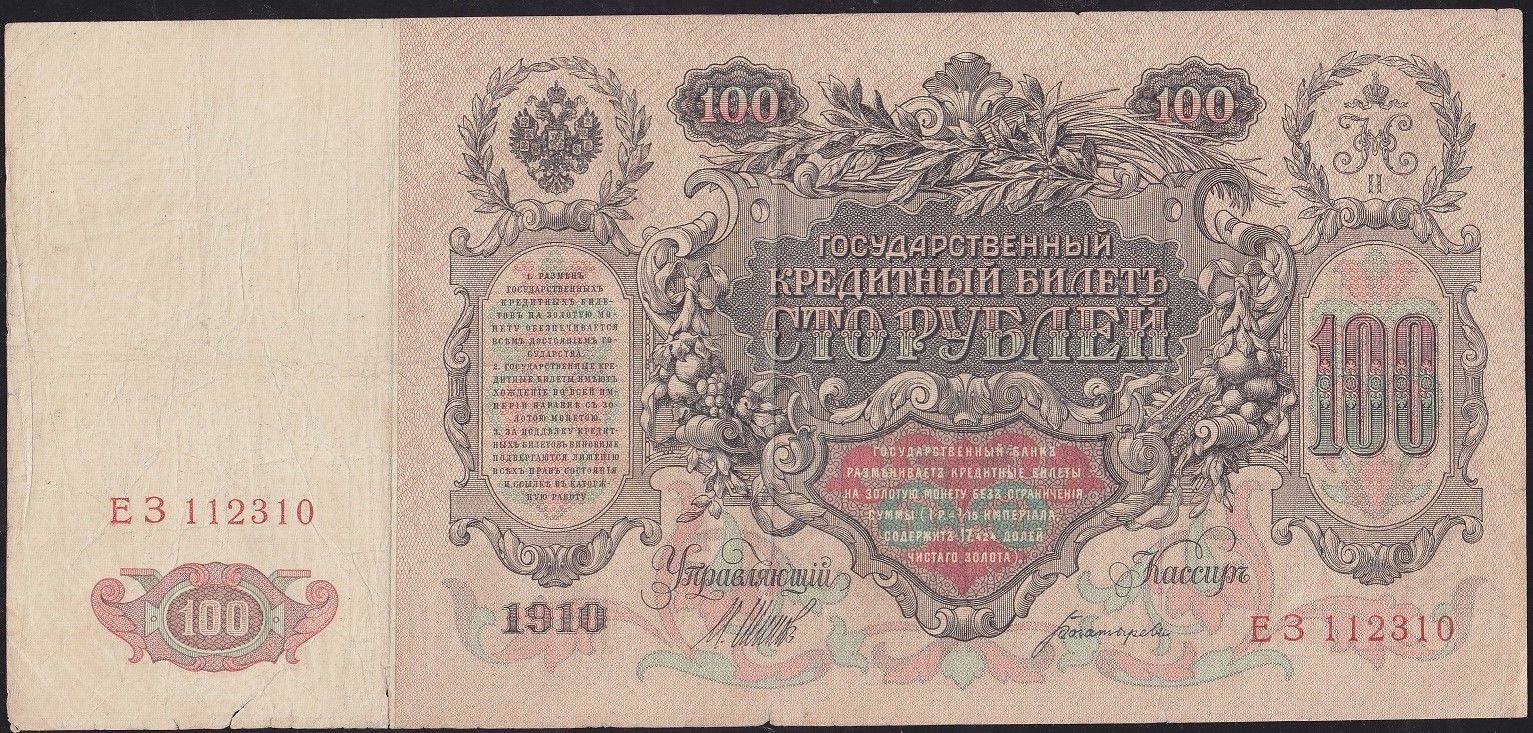 100
100
Н
II
ГОСУДАРСТВЕННЫЙ
КРЕДИТНЫЙ БИЛЕТЪ
СТО РУБЛЕЙ
1. РАЗМѢНЪ
ГОСУДАРСТВЕННЫХЪ
КРЕДИТНЫХЪ БИЛЕ-
ТОВЪ НА ЗОЛОТУЮ МО-
НЕТУ ОБЕЗПЕЧИВАЕТСЯ
ВСѢМЪ ДОСТОЯНІЕМЪ ГО-
СУДАРСТВА.
2. ГОСУДАРСТВЕННЫЕ КРЕ-
ДИТНЫЕ БИЛЕТЫ ИМѢЮТЪ
ХОЖДЕНІЕ ВО ВСЕЙ ИМ-
ПЕРІИ НАРАВНѢ СЪ ЗО-
ЛОТОЮ МОНЕТОЮ.
3. ЗА ПОДДѢЛКУ КРЕДИТ-
НЫХЪ БИЛЕТОВЪ ВИНОВНЫЕ
ПОДВЕРГАЮТСЯ ЛИШЕНІЮ
ВСѢХЪ ПРАВЪ СОСТОЯНІЯ
И ССЫЛКѢ ВЪ КАТОРЖ-
НУЮ РАБОТУ
100
ГОСУДАРСТВЕННЫЙ БАНКЪ
РАЗМѢНИВАЕТЪ КРЕДИТНЫЕ БИЛЕТЫ
НА ЗОЛОТУЮ МОНЕТУ БЕЗЪ ОГРАНИЧЕНІЯ
СУММЫ (1 Р. = 1/15 ИМПЕРІАЛА,
СОДЕРЖИТЪ 17,424 ДОЛЕЙ
ЧИСТАГО ЗОЛОТА).
ЕЗ 112310
100
Управляющій
Кассиръ
1910
И. Шиповъ
Богатыревъ
ЕЗ 112310